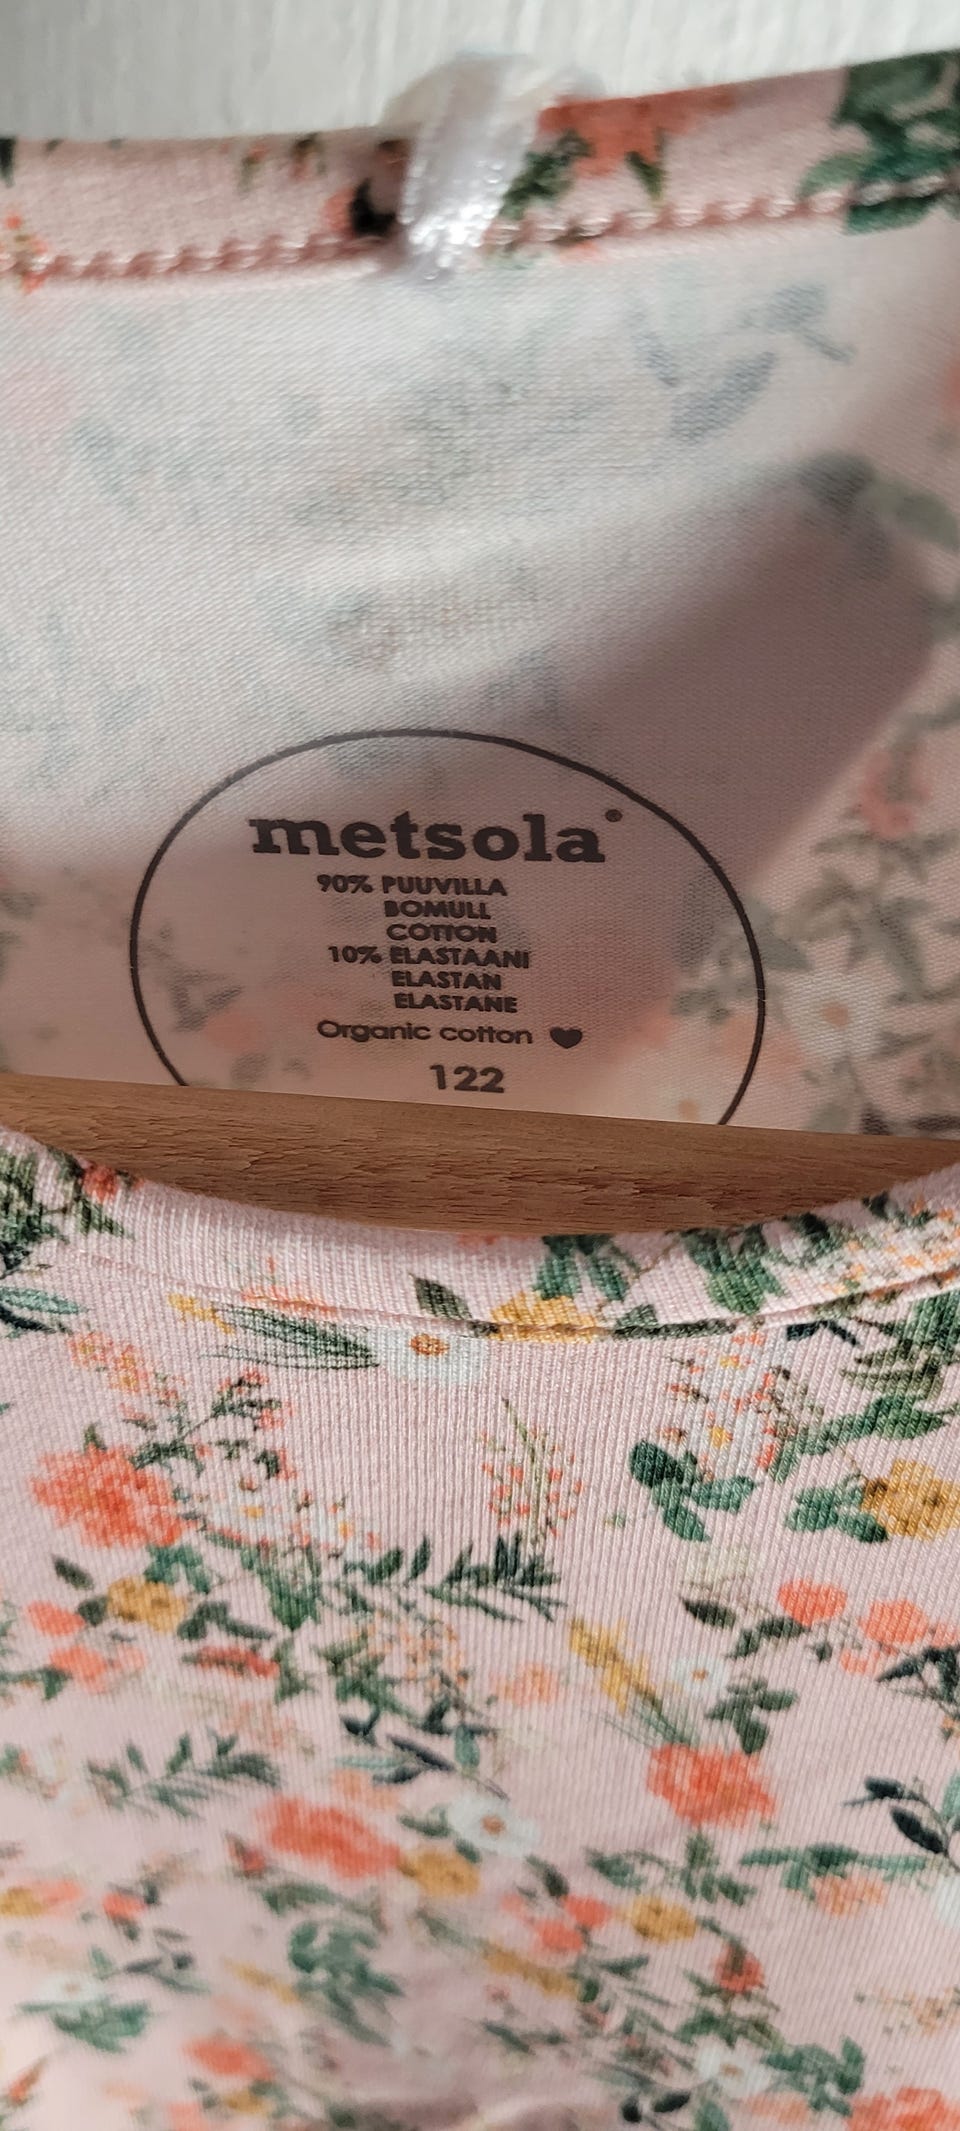 metsola
90% PUUVILLA
BOMULL
COTTON
10% ELASTAANI
ELASTAN
ELASTANE
Organic cotton ♥
122